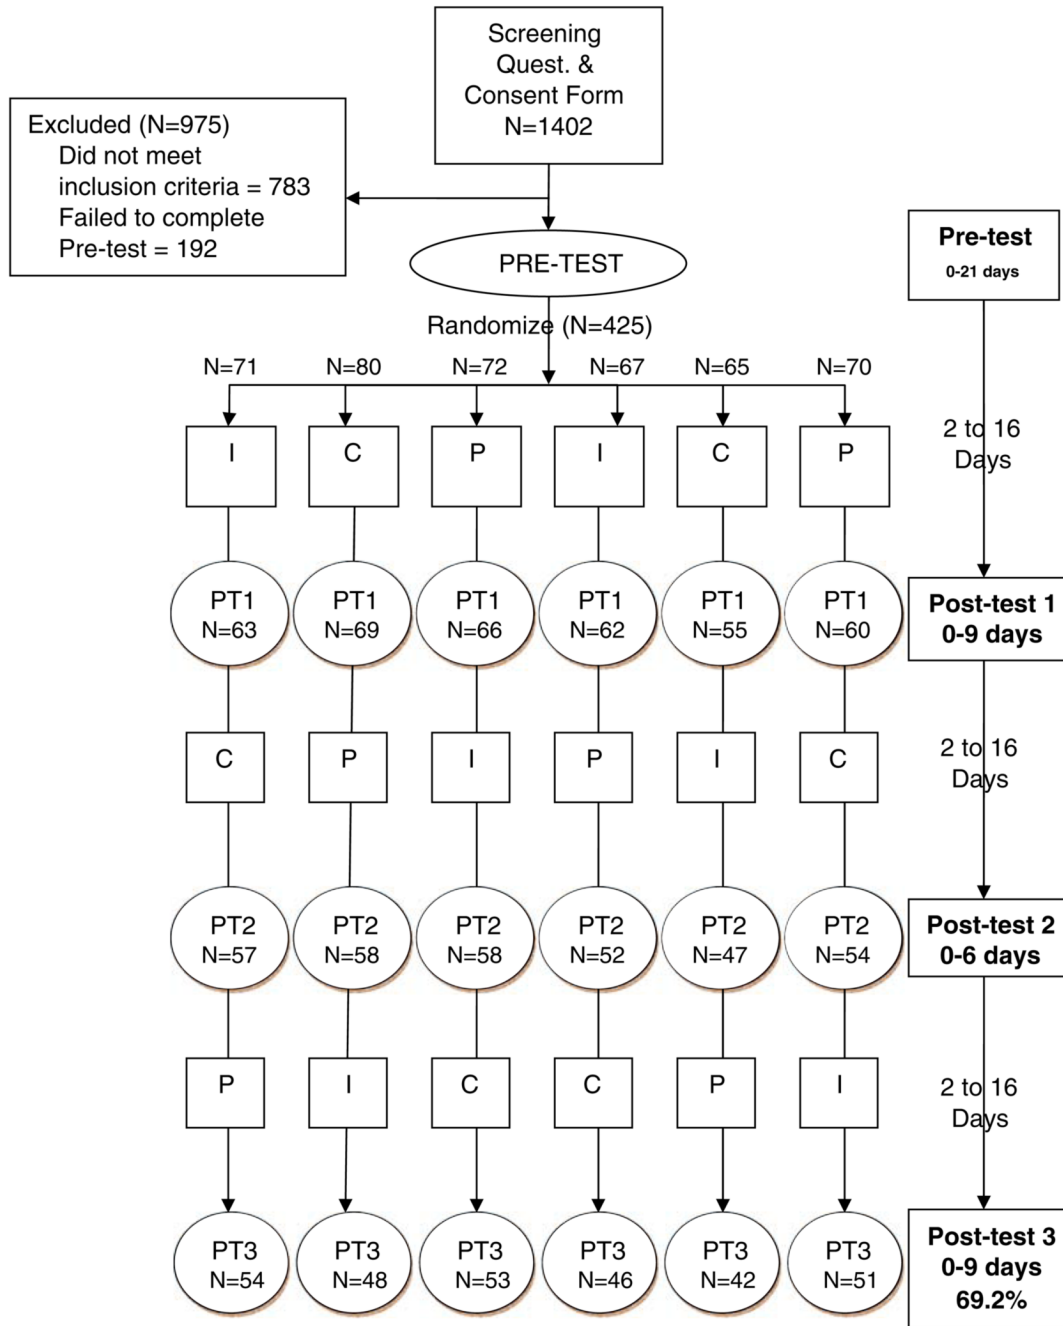 Screening
Quest. &
Consent Form
N=1402
Excluded (N=975)
Did not meet
inclusion criteria = 783
Failed to complete
Pre-test = 192
PRE-TEST
Pre-test
0-21 days
Randomize (N=425)
N=71 N=80 N=72 N=67 N=65 N=70
I C P I C P
2 to 16
Days
PT1 PT1 PT1 PT1 PT1 PT1
N=63 N=69 N=66 N=62 N=55 N=60
Post-test 1
0-9 days
C P I P I C
2 to 16
Days
PT2 PT2 PT2 PT2 PT2 PT2
N=57 N=58 N=58 N=52 N=47 N=54
Post-test 2
0-6 days
P I C C P I
2 to 16
Days
PT3 PT3 PT3 PT3 PT3 PT3
N=54 N=48 N=53 N=46 N=42 N=51
Post-test 3
0-9 days
69.2%